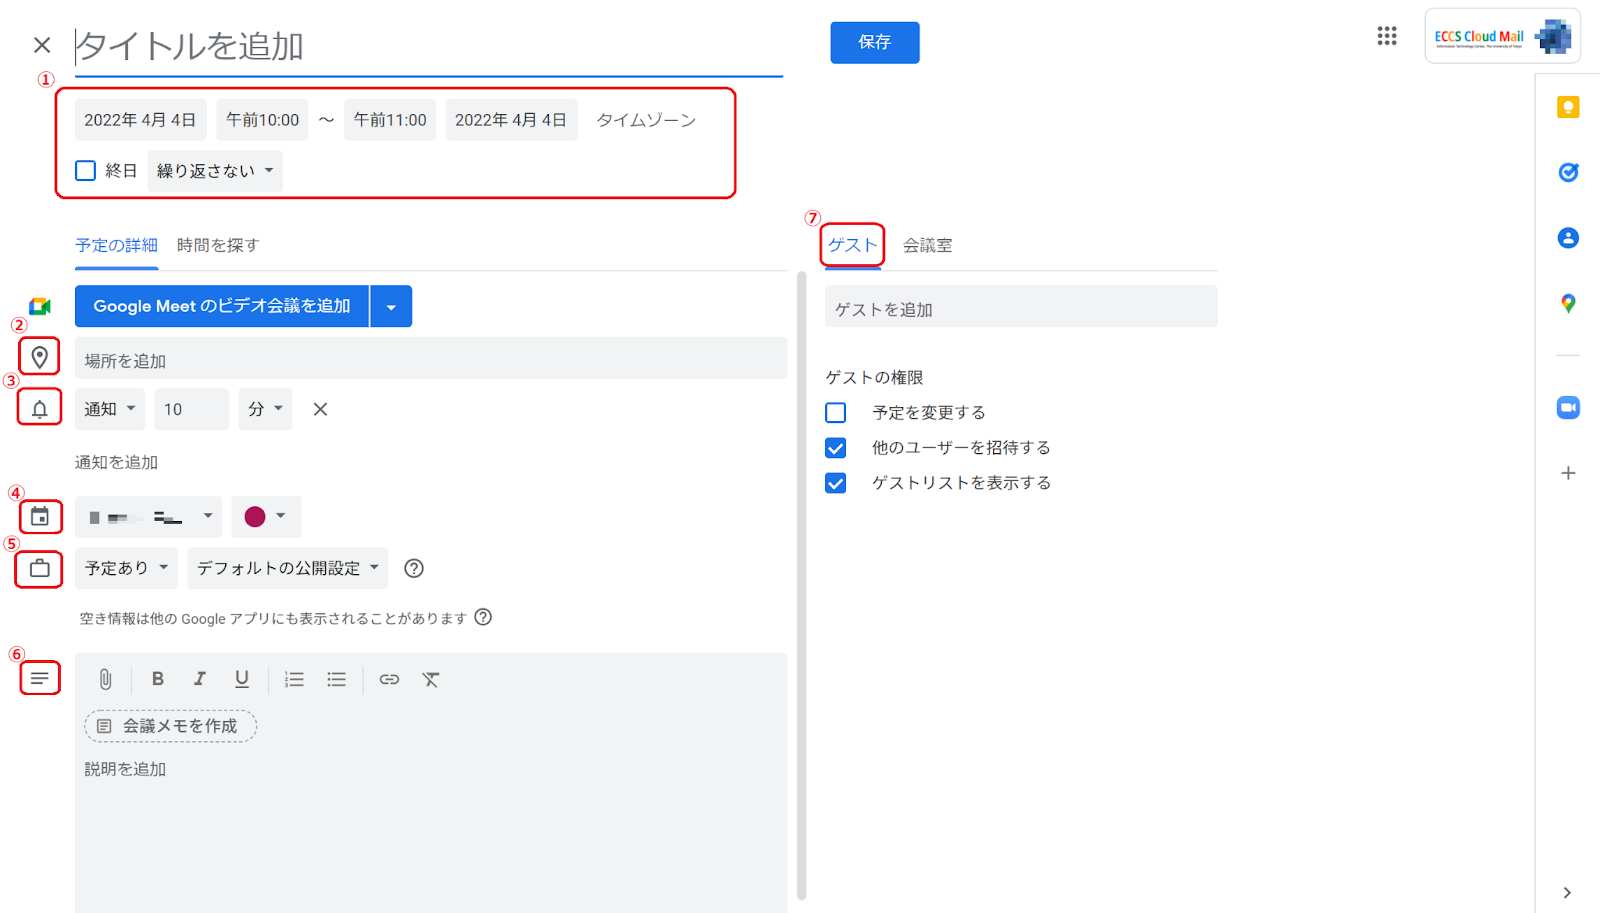 タイトルを追加
保存
ECCS Cloud Mail
Information Technology Center, The University of Tokyo
①
2022年 4月 4日 午前10:00 ～ 午前11:00 2022年 4月 4日 タイムゾーン
終日 繰り返さない
予定の詳細 時間を探す
Google Meet のビデオ会議を追加
②
場所を追加
③
通知 10 分
通知を追加
④
⑤
予定あり デフォルトの公開設定
空き情報は他の Google アプリにも表示されることがあります
⑥
B I U
会議メモを作成
説明を追加
⑦
ゲスト 会議室
ゲストを追加
ゲストの権限
予定を変更する
他のユーザーを招待する
ゲストリストを表示する